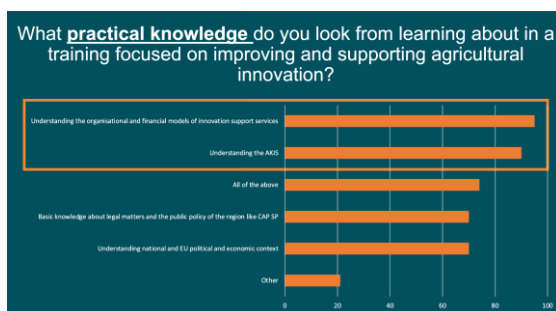 What practical knowledge do you look from learning about in a
training focused on improving and supporting agricultural
innovation?
Understanding the organisational and financial models of innovation support services
Understanding the AKIS
All of the above
Basic knowledge about legal matters and the public policy of the region like CAP SP
Understanding national and EU political and economic context
Other
0 20 40 60 80 100